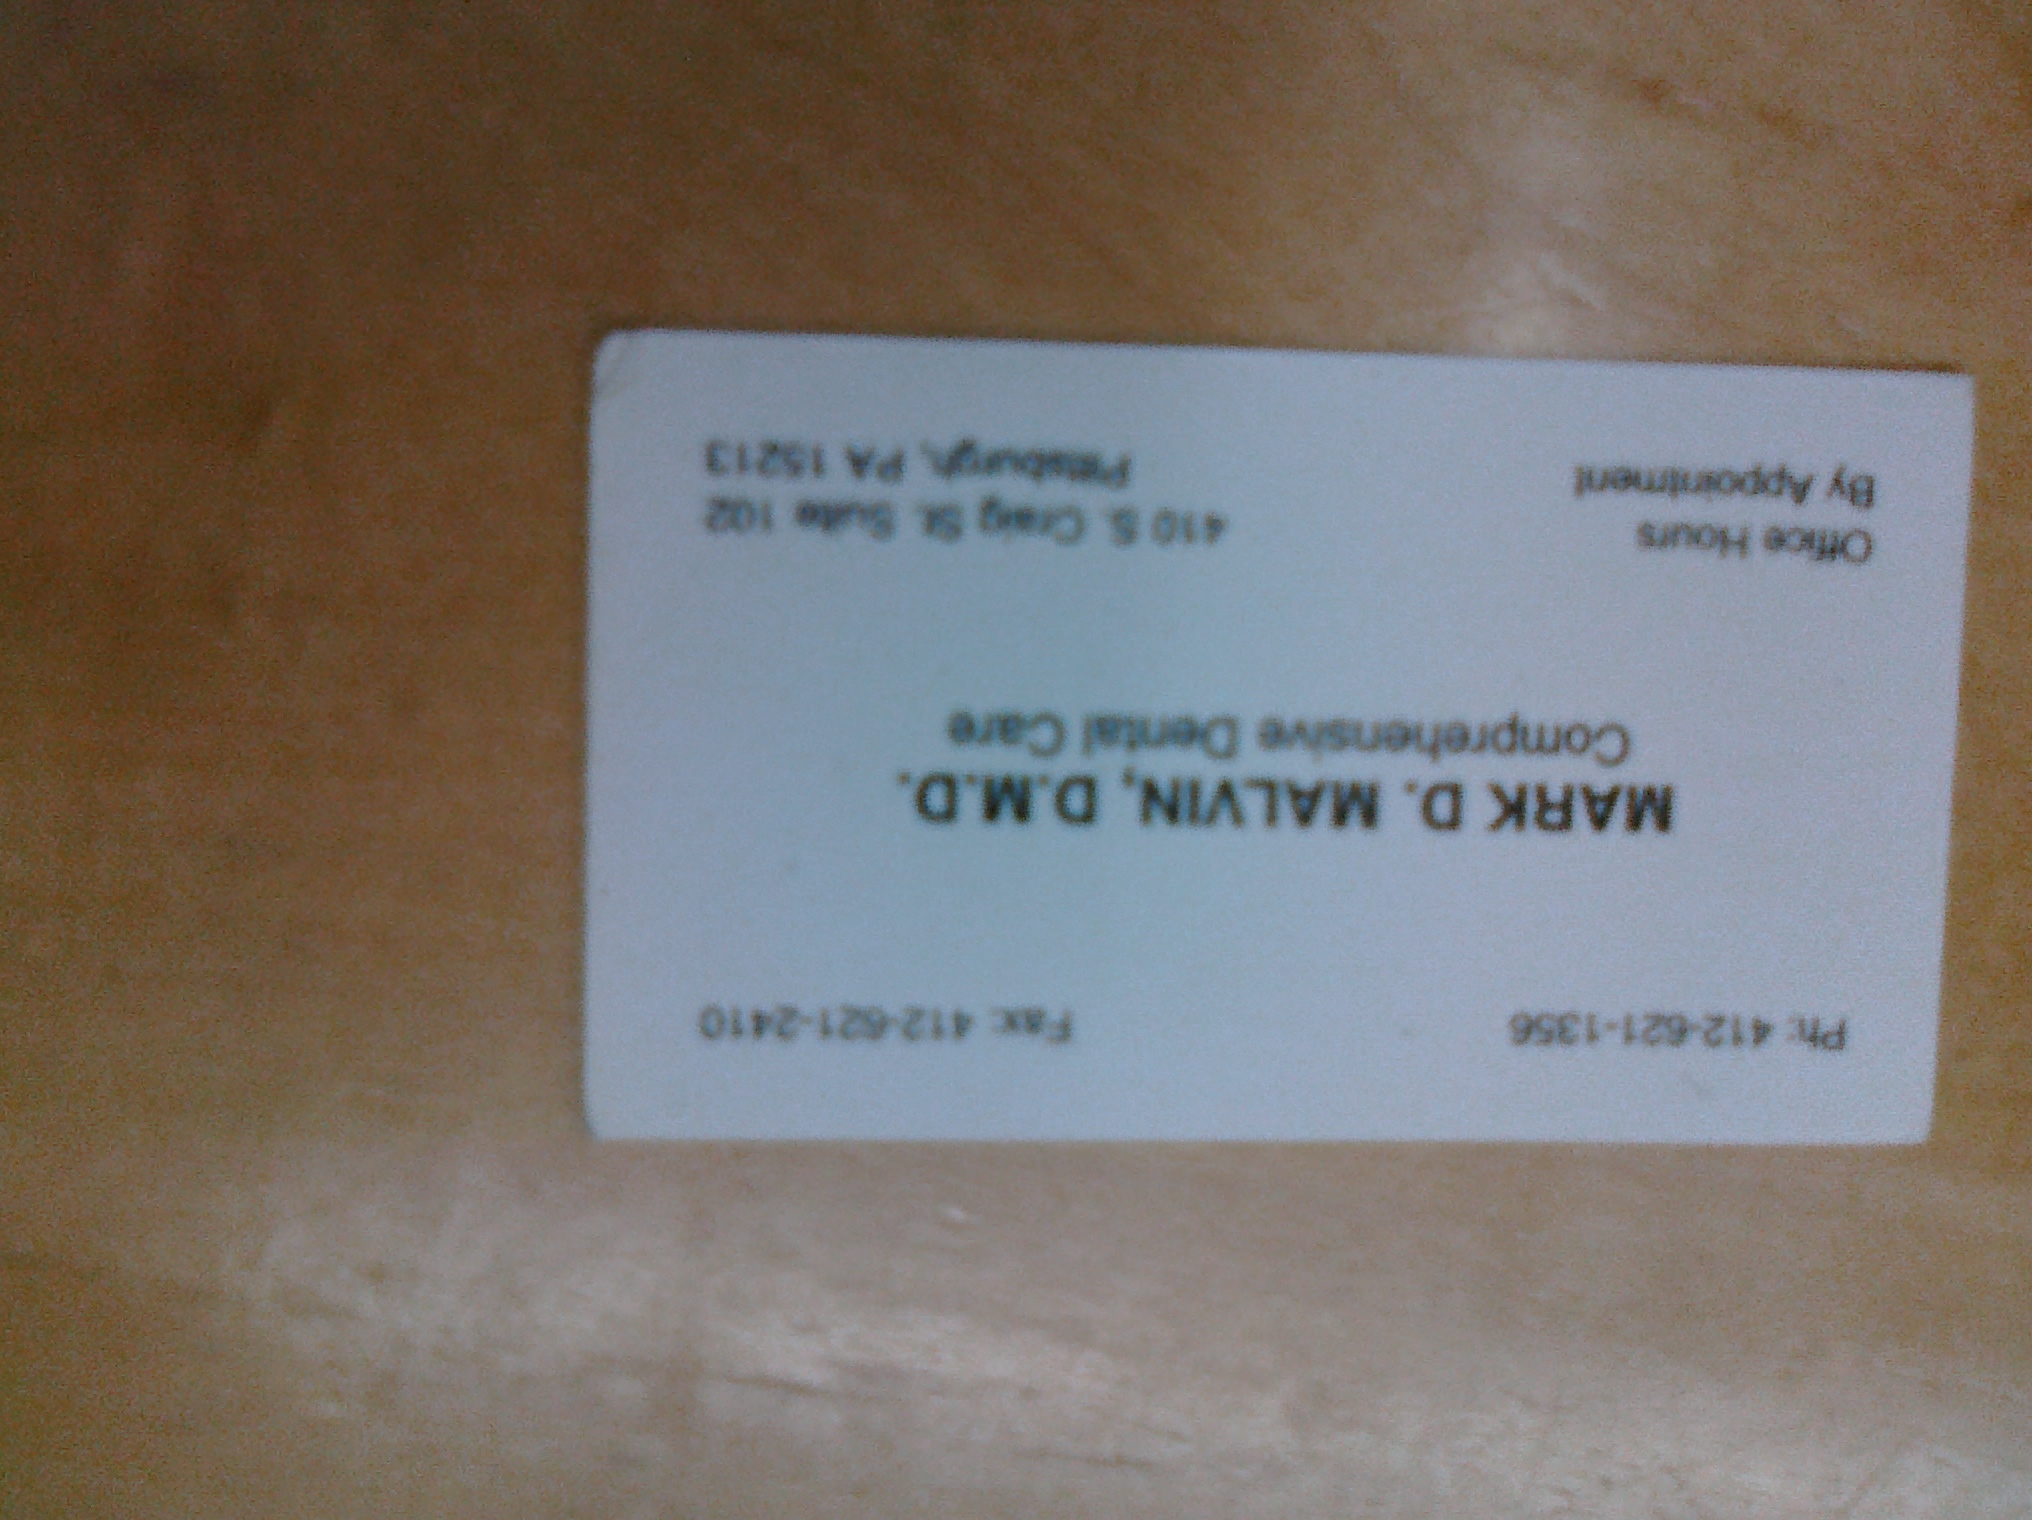 Ph: 412-621-1356
Fax: 412-621-2410
MARK D. MALVIN, D.M.D.
Comprehensive Dental Care
Office Hours
By Appointment
410 S. Craig St. Suite 102
Pittsburgh, PA 15213